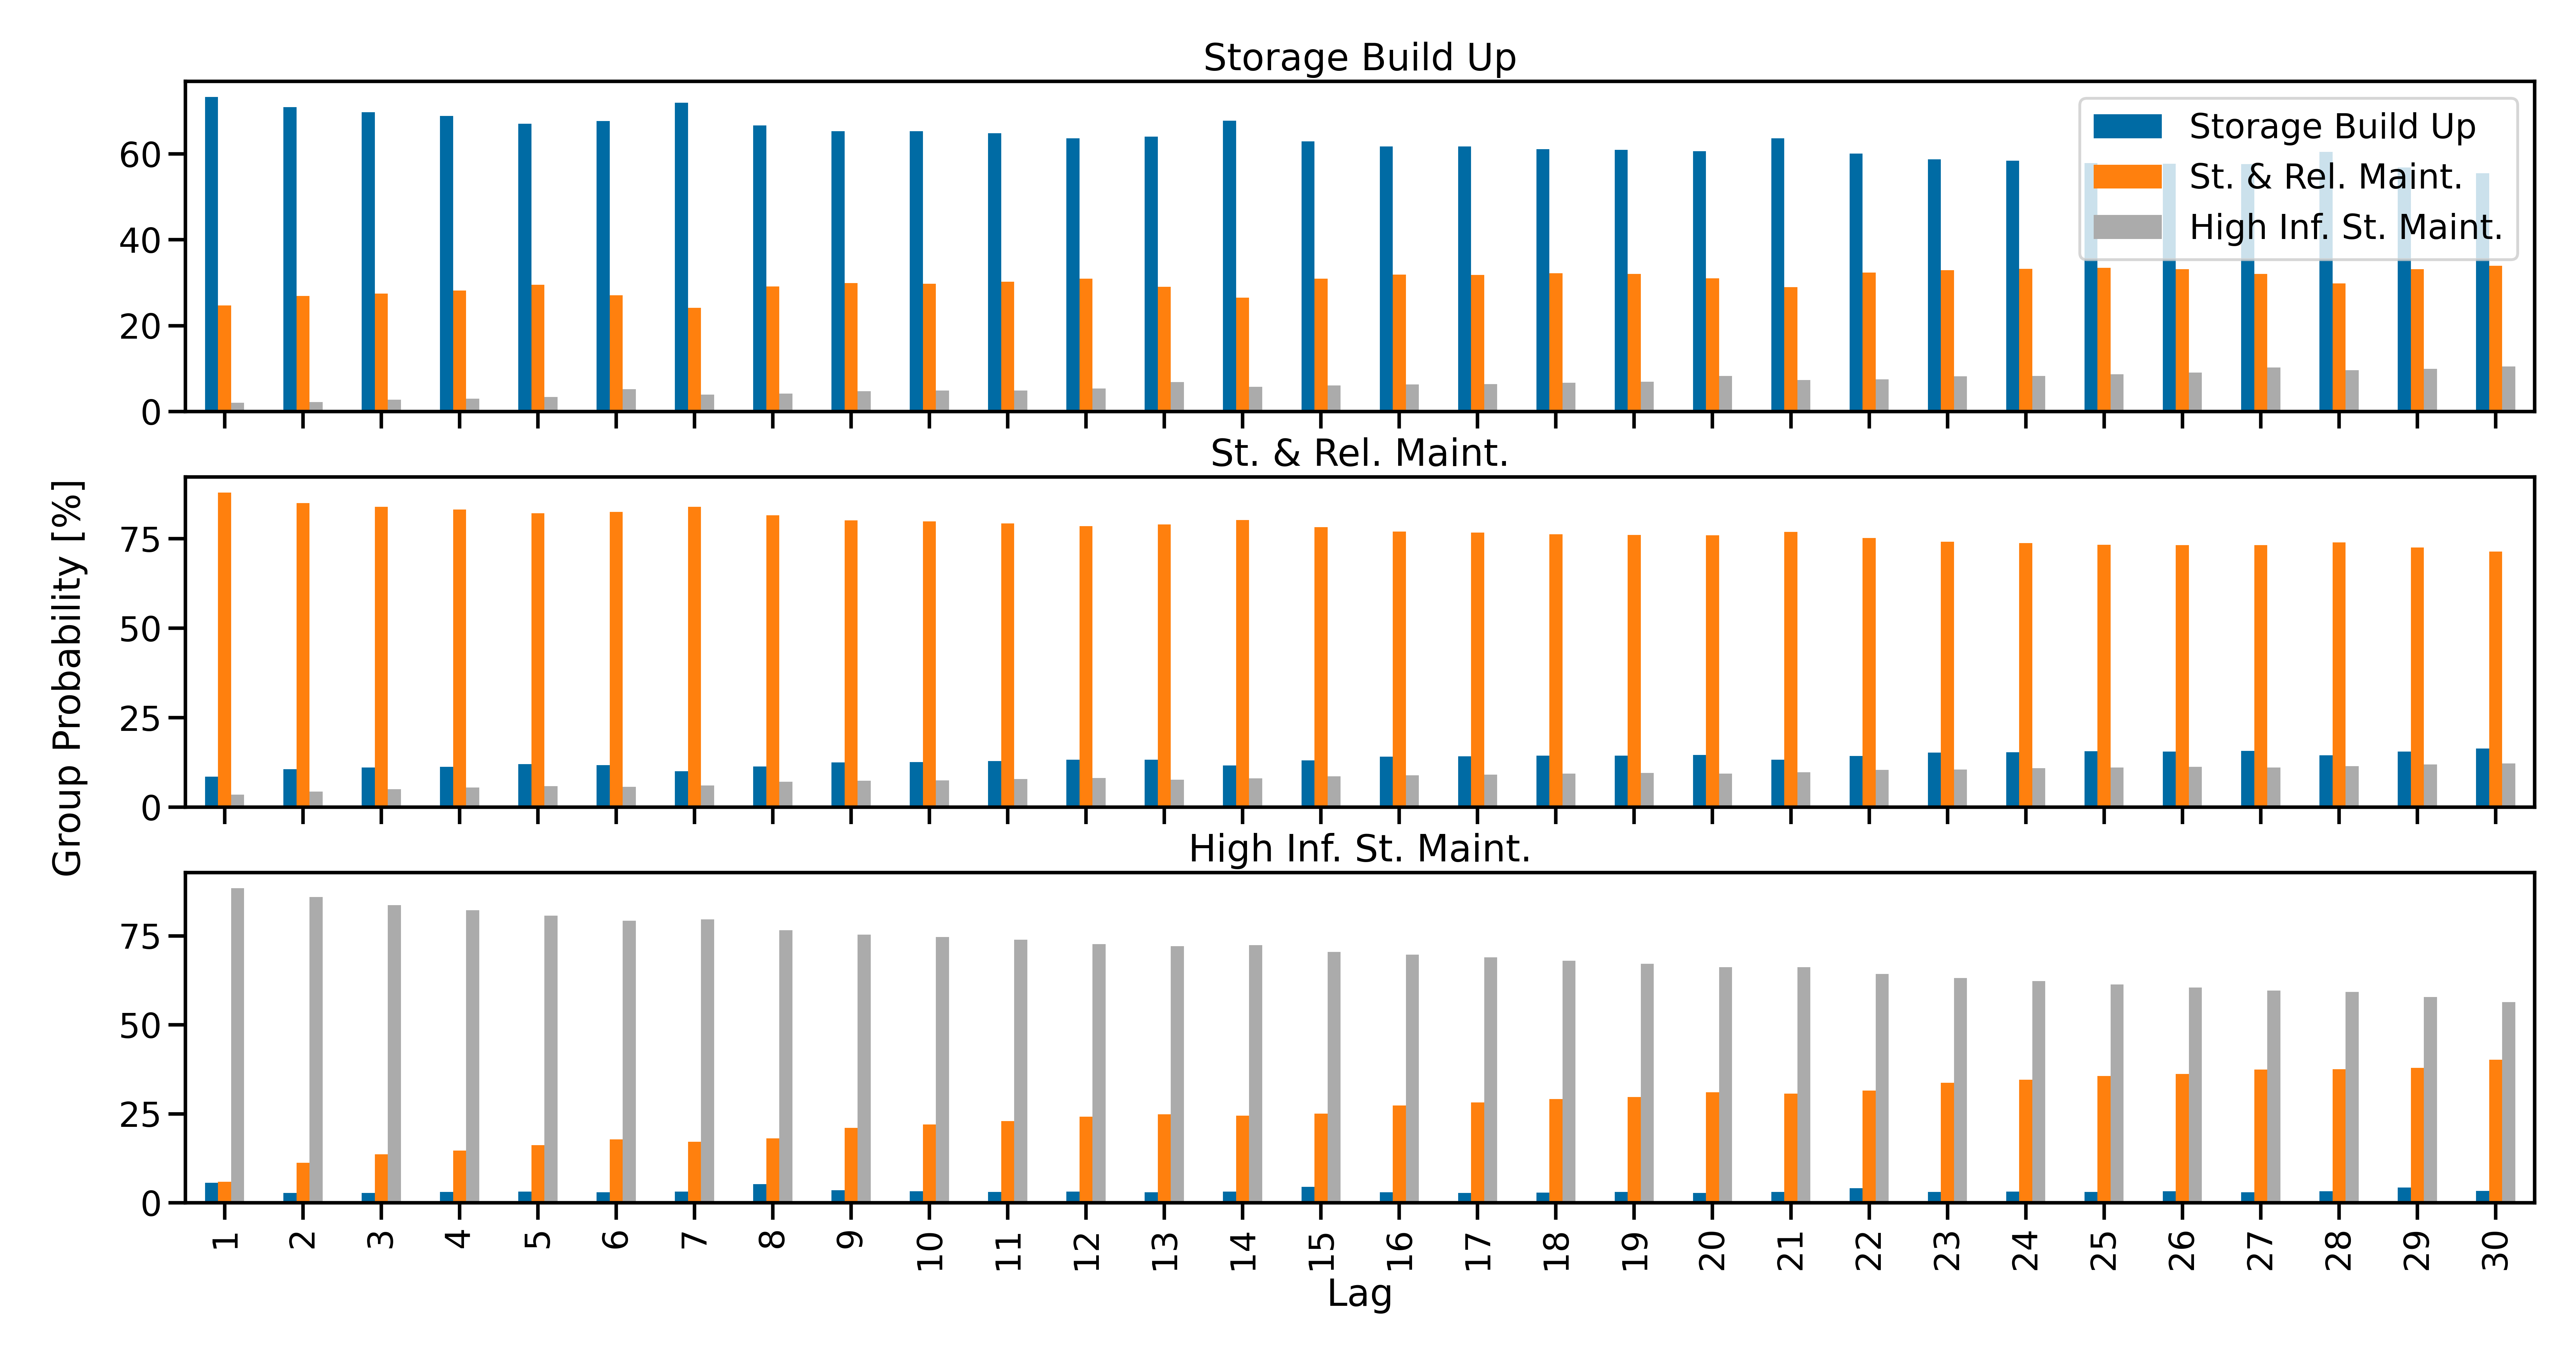 Storage Build Up
60
40
20
0
Storage Build Up
St. & Rel. Maint.
High Inf. St. Maint.
Group Probability [%]
St. & Rel. Maint.
75
50
25
0
High Inf. St. Maint.
75
50
25
0
1 2 3 4 5 6 7 8 9 10 11 12 13 14 15 16 17 18 19 20 21 22 23 24 25 26 27 28 29 30
Lag